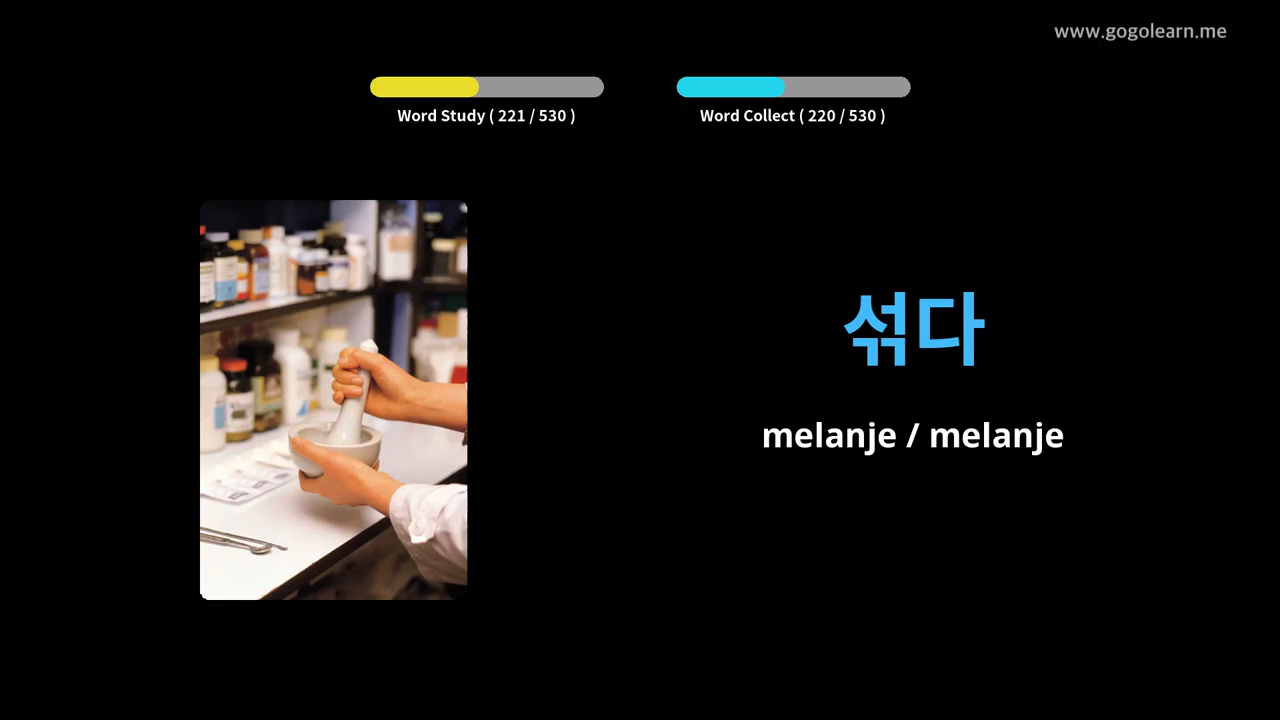 www.gogolearn.me
Word Study ( 221 / 530 )
Word Collect ( 220 / 530 )
섞다
melanje / melanje